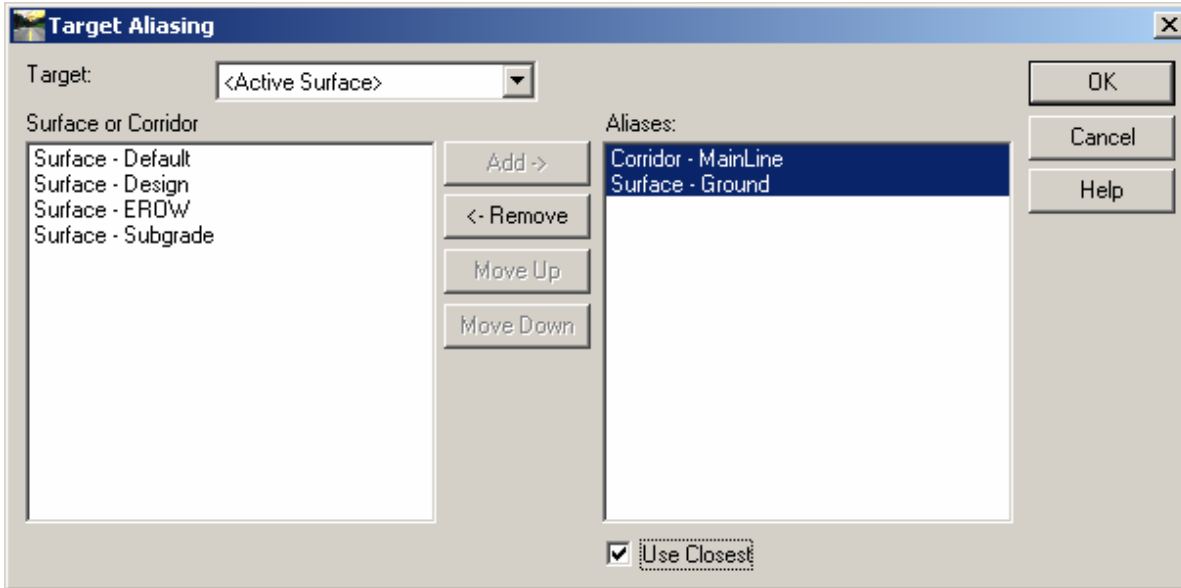 Target Aliasing
Target: <Active Surface>
OK
Surface or Corridor
Aliases:
Cancel
Surface - Default
Surface - Design
Surface - EROW
Surface - Subgrade
Add ->
<- Remove
Move Up
Move Down
Corridor - MainLine
Surface - Ground
Help
Use Closest